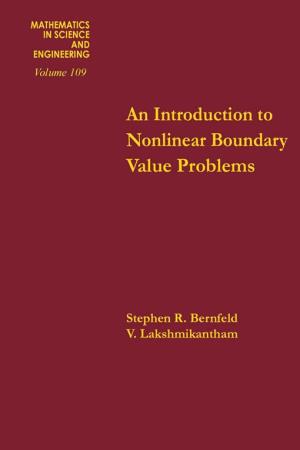 MATHEMATICS
IN SCIENCE
AND
ENGINEERING
Volume 109
An Introduction to
Nonlinear Boundary
Value Problems
Stephen R. Bernfeld
V. Lakshmikantham